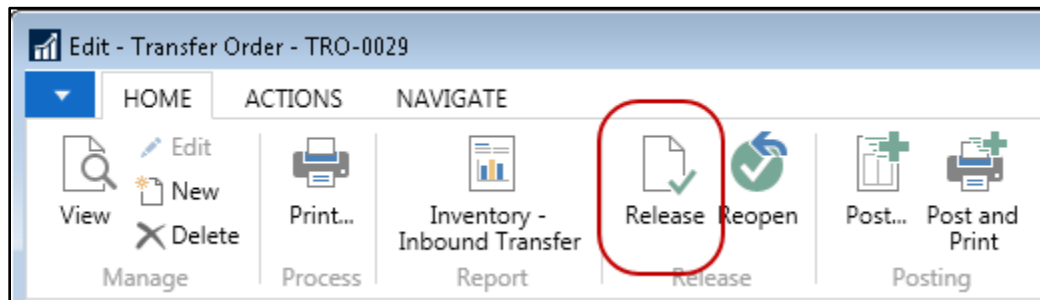 Edit - Transfer Order - TRO-0029
HOME ACTIONS NAVIGATE
View
Edit
New
Delete
Manage
Print...
Process
Inventory -
Inbound Transfer
Report
Release
Reopen
Release
Post...
Post and
Print
Posting